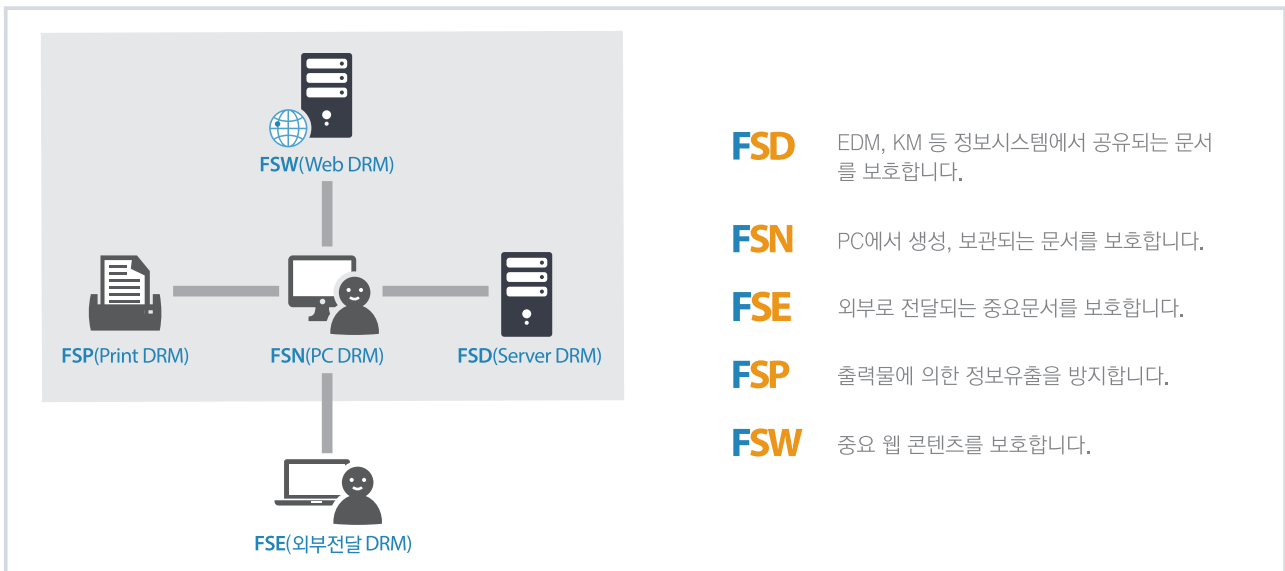 FSW(Web DRM)
FSP(Print DRM)
FSN(PC DRM)
FSD(Server DRM)
FSE(외부전달 DRM)
FSD
EDM, KM 등 정보시스템에서 공유되는 문서
를 보호합니다.
FSN
PC에서 생성, 보관되는 문서를 보호합니다.
FSE
외부로 전달되는 중요문서를 보호합니다.
FSP
출력물에 의한 정보유출을 방지합니다.
FSW
중요 웹 콘텐츠를 보호합니다.